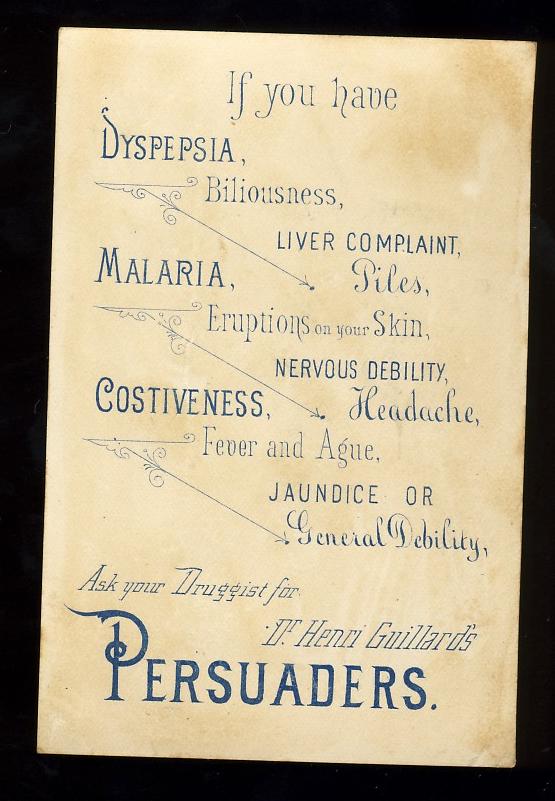 If you have
DYSPEPSIA,
Biliousness,
LIVER COMPLAINT,
Piles,
MALARIA,
Eruptions on your Skin,
NERVOUS DEBILITY,
Headache,
COSTIVENESS,
Fever and Ague,
JAUNDICE OR
General Debility,
Ask your Druggist for
Dr Henri Guillard's
PERSUADERS.